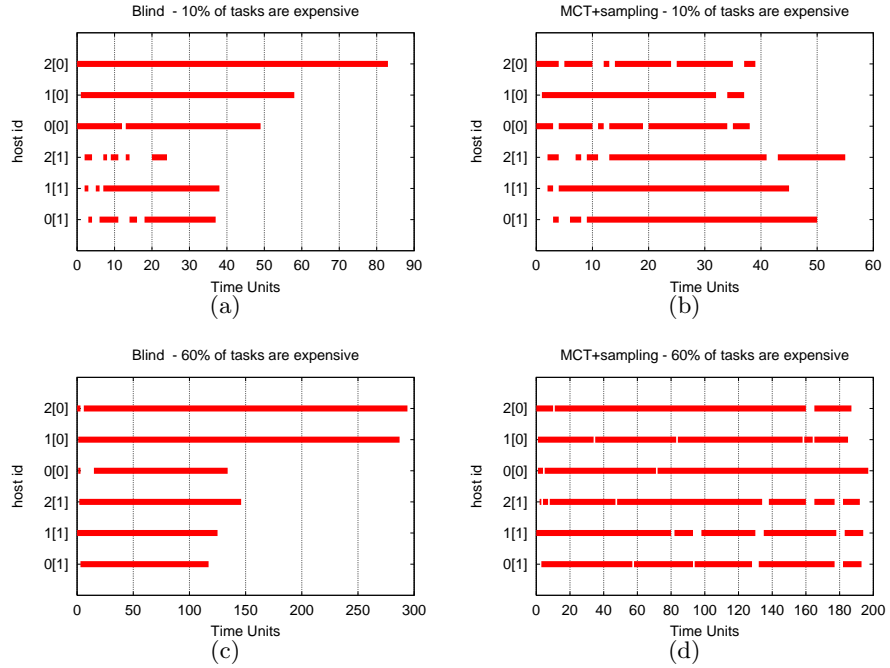 Blind - 10% of tasks are expensive
host id
2[0]
1[0]
0[0]
2[1]
1[1]
0[1]
0 10 20 30 40 50 60 70 80 90
Time Units
(a)
MCT+sampling - 10% of tasks are expensive
host id
2[0]
1[0]
0[0]
2[1]
1[1]
0[1]
0 10 20 30 40 50 60
Time Units
(b)
Blind - 60% of tasks are expensive
host id
2[0]
1[0]
0[0]
2[1]
1[1]
0[1]
0 50 100 150 200 250 300
Time Units
(c)
MCT+sampling - 60% of tasks are expensive
host id
2[0]
1[0]
0[0]
2[1]
1[1]
0[1]
0 20 40 60 80 100 120 140 160 180 200
Time Units
(d)